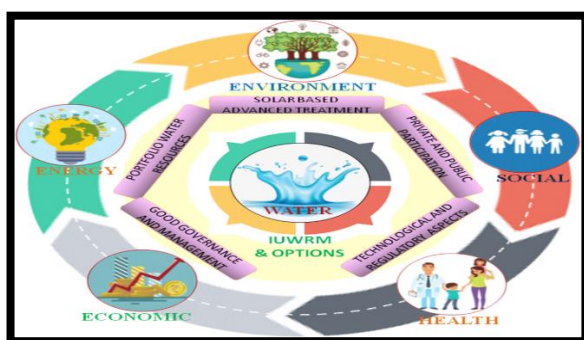 ENVIRONMENT
SOLAR BASED
ADVANCED TREATMENT
PORTFOLIO WATER
RESOURCES
PRIVATE AND PUBLIC
PARTICIPATION
ENERGY
SOCIAL
WATER
GOOD GOVERNANCE
AND MANAGEMENT
TECHNOLOGICAL AND
REGULATORY ASPECTS
IUWRM
& OPTIONS
ECONOMIC
HEALTH